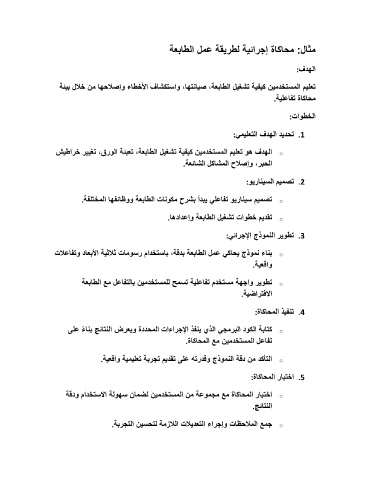 مثال: محاكاة إجرائية لطريقة عمل الطابعة
الهدف:
تعليم المستخدمين كيفية تشغيل الطابعة، صيانتها، واستكشاف الأخطاء وإصلاحها من خلال بيئة
محاكاة تفاعلية.
الخطوات:
1. تحديد الهدف التعليمي:
o الهدف هو تعليم المستخدمين كيفية تشغيل الطابعة، تعبئة الورق، تغيير خراطيش
الحبر، وإصلاح المشاكل الشائعة.
2. تصميم السيناريو:
o تصميم سيناريو تفاعلي يبدأ بشرح مكونات الطابعة ووظائفها المختلفة.
o تقديم خطوات تشغيل الطابعة وإعدادها.
3. تطوير النموذج الإجرائي:
o بناء نموذج يحاكي عمل الطابعة بدقة، باستخدام رسومات ثلاثية الأبعاد وتفاعلات
واقعية.
o تطوير واجهة مستخدم تفاعلية تسمح للمستخدمين بالتفاعل مع الطابعة
الافتراضية.
4. تنفيذ المحاكاة:
o كتابة الكود البرمجي الذي ينفذ الإجراءات المحددة ويعرض النتائج بناءً على
تفاعل المستخدمين مع المحاكاة.
o التأكد من دقة النموذج وقدرته على تقديم تجربة تعليمية واقعية.
5. اختبار المحاكاة:
o اختبار المحاكاة مع مجموعة من المستخدمين لضمان سهولة الاستخدام ودقة
النتائج.
o جمع الملاحظات وإجراء التعديلات اللازمة لتحسين التجربة.